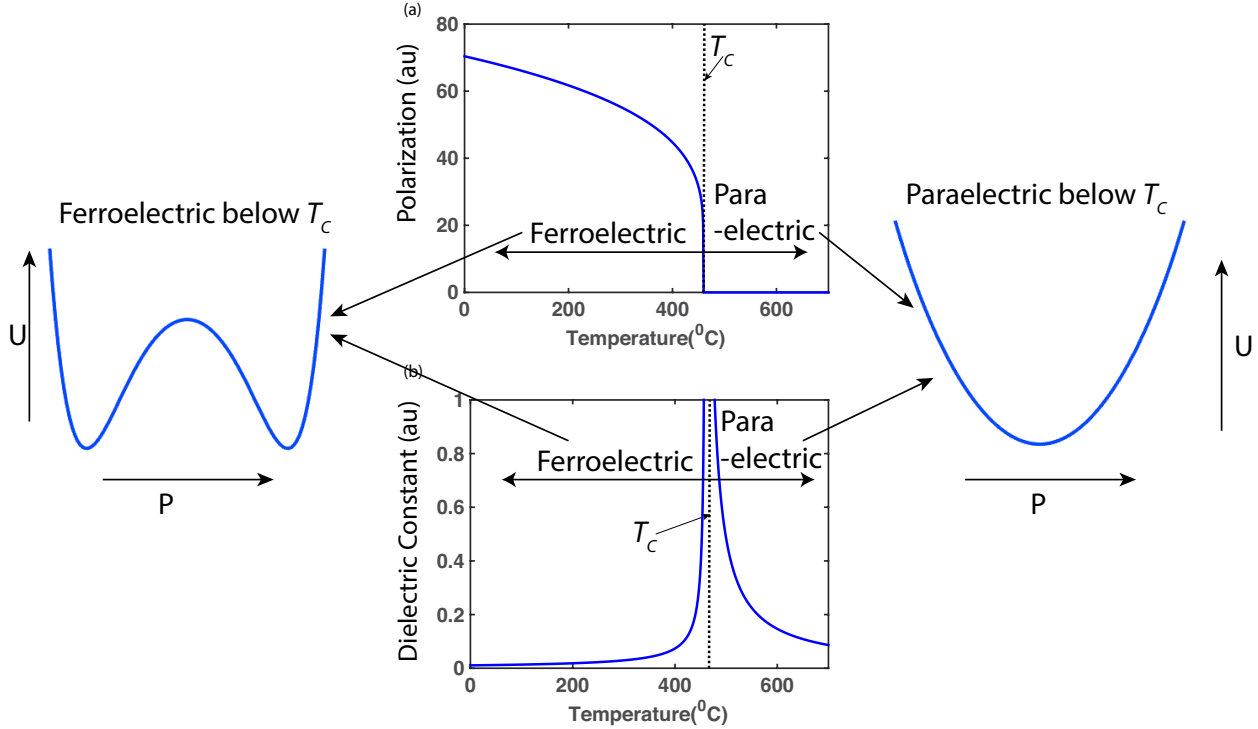 (a)
80
60
40
20
0
Polarization (au)
T_C
Para
-electric
Ferroelectric
0
200
400
600
Temperature(⁰C)
Ferroelectric below T_C
U
P
Paraelectric below T_C
U
P
(b)
1
0.8
0.6
0.4
0.2
0
Dielectric Constant (au)
Para
-electric
Ferroelectric
T_C
0
200
400
600
Temperature(⁰C)